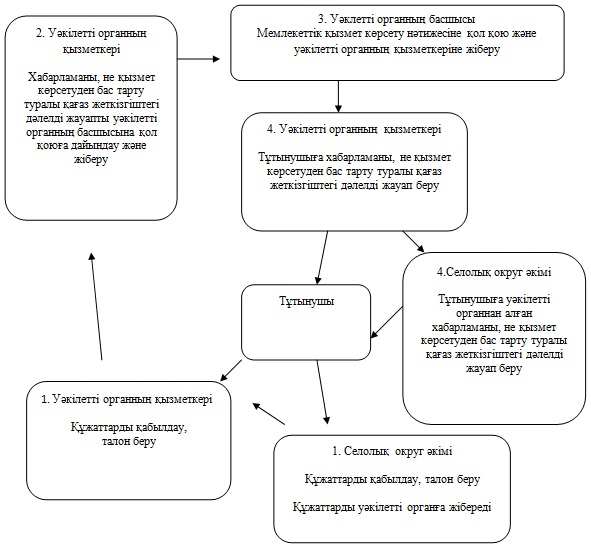 2. Уәкілетті органның
қызметкері
Хабарламаны, не қызмет
көрсетуден бас тарту
туралы қағаз жеткізгіштегі
дәлелді жауапты уәкілетті
органның басшысына қол
қоюға дайындау және
жіберу
3. Уәклетті органның басшысы
Мемлекеттік қызмет көрсету нәтижесіне қол қою және
уәкілетті органның қызметкеріне жіберу
4. Уәкілетті органның қызметкері
Тұтынушыға хабарламаны, не қызмет
көрсетуден бас тарту туралы қағаз
жеткізгіштегі дәлелді жауап беру
4.Селолық округ әкімі
Тұтынушыға уәкілетті
органнан алған
хабарламаны, не қызмет
көрсетуден бас тарту туралы
қағаз жеткізгіштегі дәлелді
жауап беру
Тұтынушы
1. Уәкілетті органның қызметкері
Құжаттарды қабылдау,
талон беру
1. Селолық округ әкімі
Құжаттарды қабылдау, талон беру
Құжаттарды уәкілетті органға жібереді